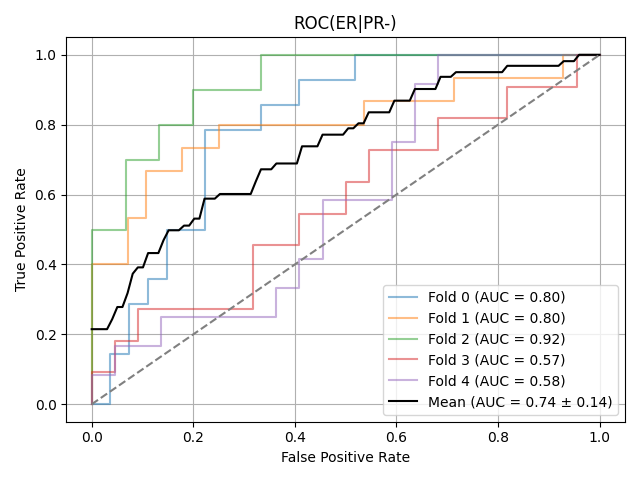 ROC(ER|PR-)
True Positive Rate
1.0
0.8
0.6
0.4
0.2
0.0
Fold 0 (AUC = 0.80)
Fold 1 (AUC = 0.80)
Fold 2 (AUC = 0.92)
Fold 3 (AUC = 0.57)
Fold 4 (AUC = 0.58)
Mean (AUC = 0.74 ± 0.14)
0.0 0.2 0.4 0.6 0.8 1.0
False Positive Rate